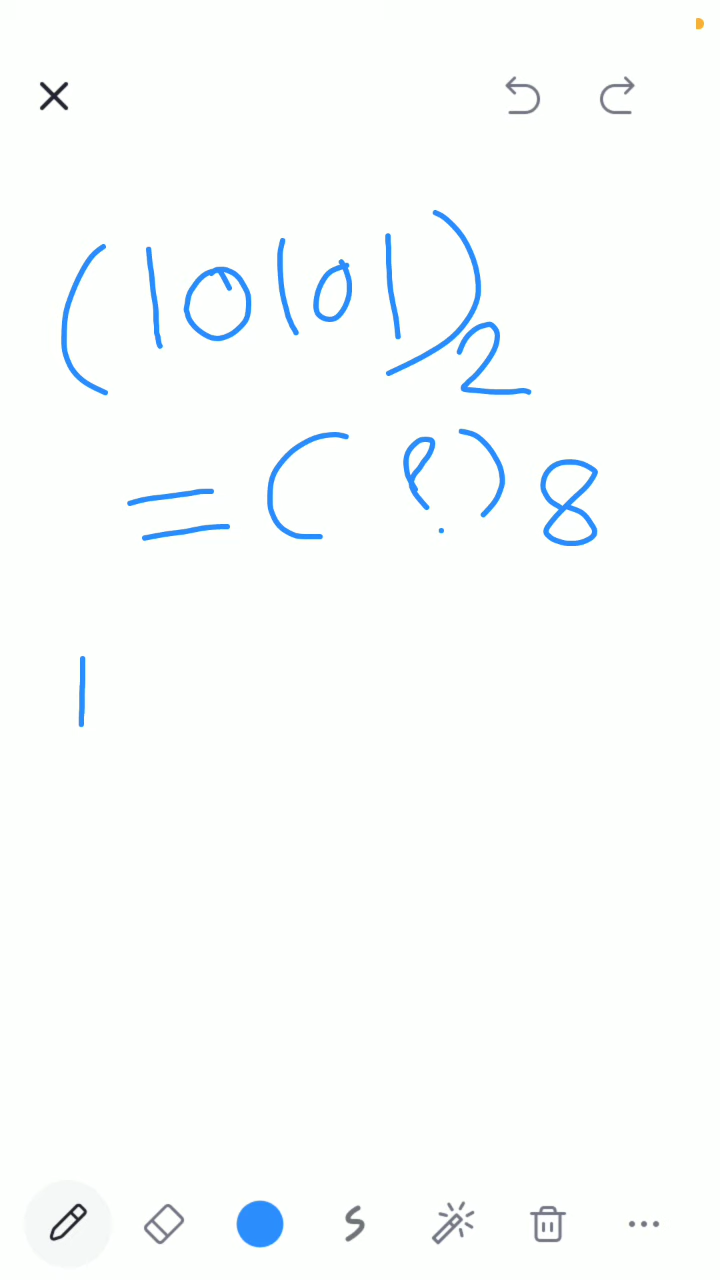 (10101)2
= ( ? ) 8
1